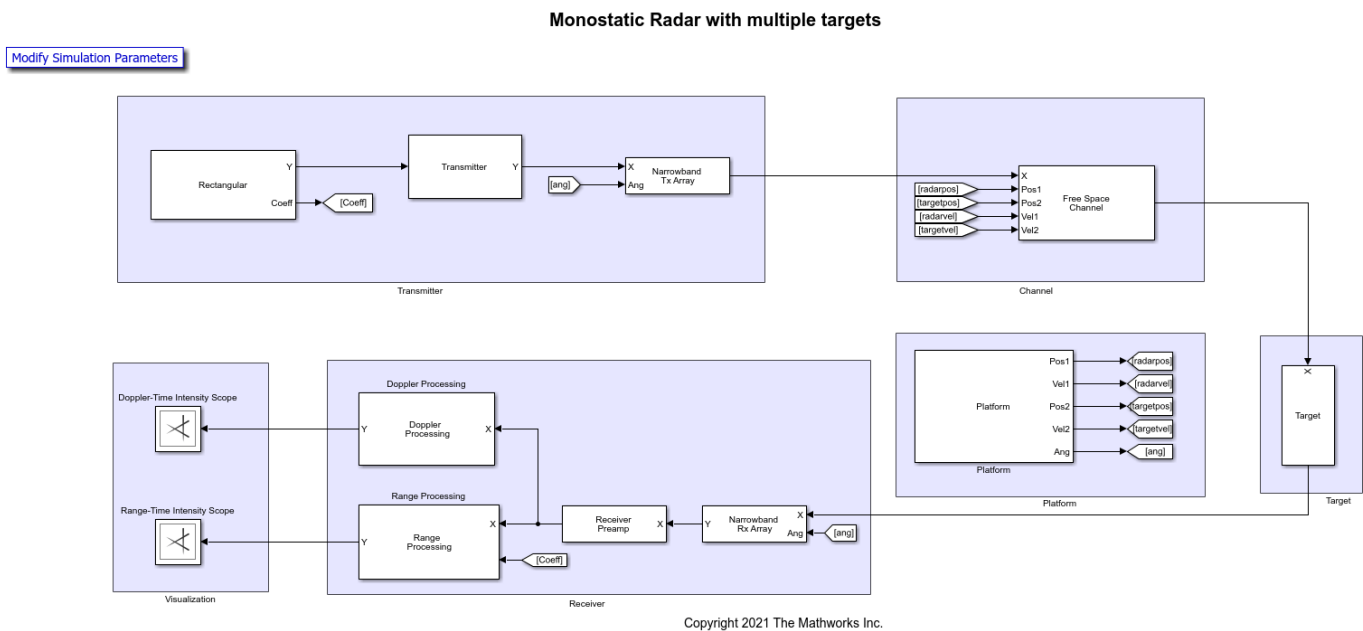 Monostatic Radar with multiple targets
Modify Simulation Parameters
Rectangular
Y
Coeff
[Coeff]
Transmitter
Y
[ang]
X
Ang
Narrowband
Tx Array
Transmitter
[radarpos]
[targetpos]
[radarvel]
[targetvel]
X
Pos1
Pos2
Vel1
Vel2
Free Space
Channel
Channel
Doppler-Time Intensity Scope
Range-Time Intensity Scope
Visualization
Doppler Processing
Y
Doppler
Processing
X
Range Processing
Y
Range
Processing
X
[Coeff]
Receiver
Preamp
X
Y
Narrowband
Rx Array
X
Ang
[ang]
Receiver
Platform
Pos1
Vel1
Pos2
Vel2
Ang
[radarpos]
[radarvel]
[targetpos]
[targetvel]
[ang]
Platform
Platform
X
Target
Target
Copyright 2021 The Mathworks Inc.